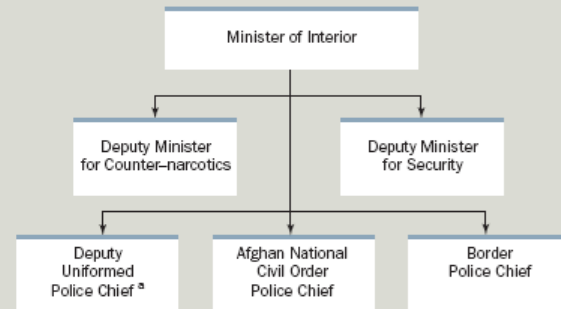 Minister of Interior
Deputy Minister
for Counter–narcotics
Deputy Minister
for Security
Deputy
Uniformed
Police Chief a
Afghan National
Civil Order
Police Chief
Border
Police Chief